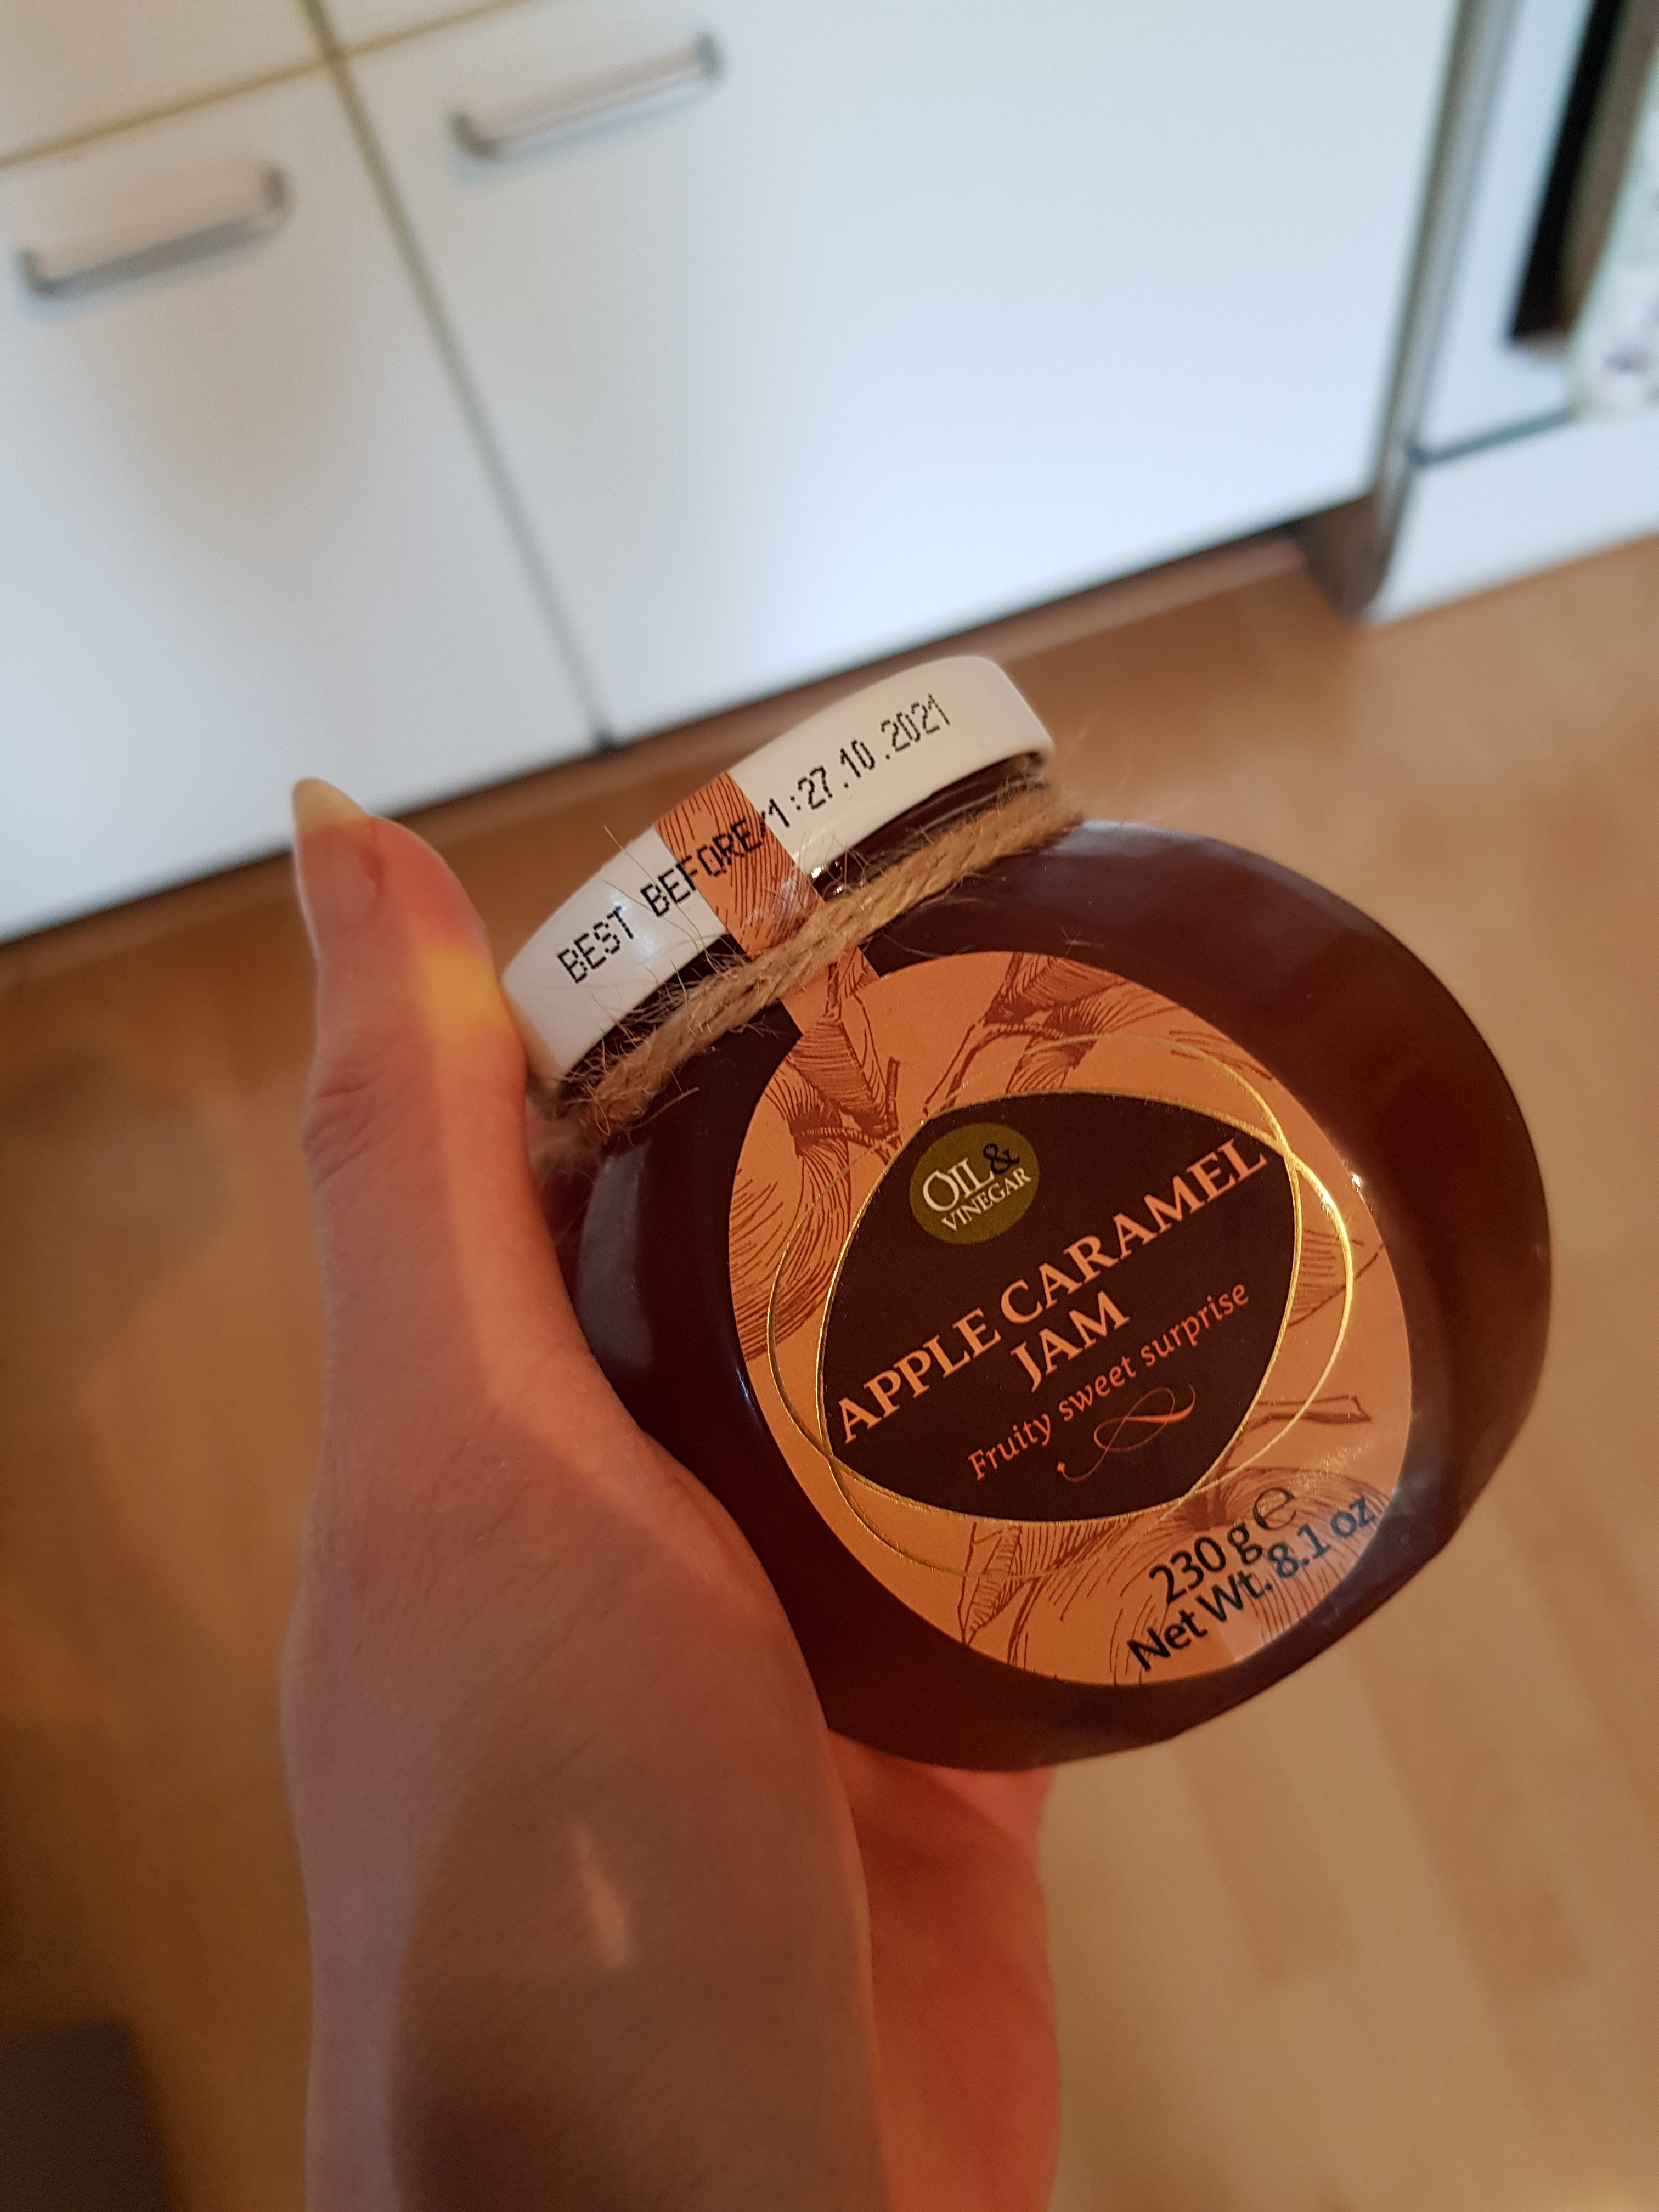 BEST BEFORE*1:27.10.2021
OIL&
VINEGAR
APPLE CARAMEL
JAM
Fruity sweet surprise
230 g℮
Net Wt. 8.1 oz